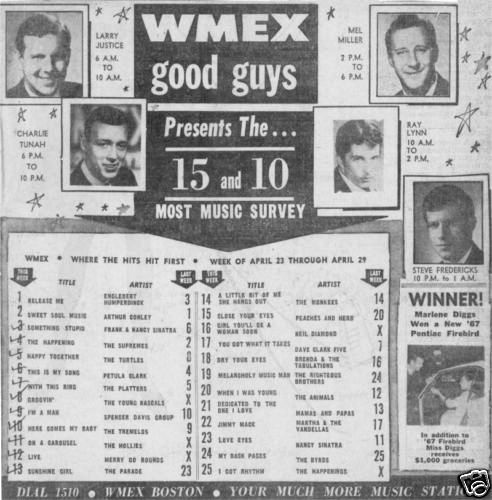 LARRY JUSTICE
6 A.M. TO 10 A.M.
WMEX
good guys
MEL MILLER
2 P.M. TO 6 P.M.
CHARLIE TUNAH
6 P.M. TO 10 P.M.
Presents The...
15 and 10
MOST MUSIC SURVEY
RAY LYNN
10 A.M. TO 2 P.M.
STEVE FREDERICKS
10 P.M. to 1 A.M.
WMEX • WHERE THE HITS HIT FIRST • WEEK OF APRIL 23 THROUGH APRIL 29
THIS WEEK TITLE ARTIST LAST WEEK
1 RELEASE ME ENGLEBERT HUMPERDINCK 3
2 SWEET SOUL MUSIC ARTHUR CONLEY 1
3 SOMETHING STUPID FRANK & NANCY SINATRA 6
4 THE HAPPENING THE SUPREMES 2
5 HAPPY TOGETHER THE TURTLES 8
6 THIS IS MY SONG PETULA CLARK 4
7 WITH THIS RING THE PLATTERS 5
8 GROOVIN' THE YOUNG RASCALS X
9 I'M A MAN SPENSER DAVIS GROUP 10
10 HERE COMES MY BABY THE TREMELOS 9
11 ON A CAROUSEL THE HOLLIES X
12 LIVE MERRY GO ROUNDS X
13 SUNSHINE GIRL THE PARADE 23
THIS WEEK TITLE ARTIST LAST WEEK
14 A LITTLE BIT OF ME SHE HANGS OUT THE MONKEES 14
15 CLOSE YOUR EYES PEACHES AND HERB 20
16 GIRL YOU'LL BE A WOMAN SOON NEIL DIAMOND X
17 YOU GOT WHAT IT TAKES DAVE CLARK FIVE 7
18 DRY YOUR EYES BRENDA & THE TABULATIONS 16
19 MELANCHOLY MUSIC MAN THE RIGHTEOUS BROTHERS 24
20 WHEN I WAS YOUNG THE ANIMALS 12
21 DEDICATED TO THE ONE I LOVE MAMAS AND PAPAS 13
22 JIMMY MACK MARTHA & THE VANDELLAS 17
23 LOVE EYES NANCY SINATRA 11
24 MY BACK PAGES THE BYRDS 25
25 I GOT RHYTHM THE HAPPENINGS X
WINNER!
Marlene Diggs
Won a New '67
Pontiac Firebird
In addition to
'67 Firebird
Miss Diggs
receives
$1,000 groceries
DIAL 1510 • WMEX BOSTON • YOUR MUCH MORE MUSIC STATI